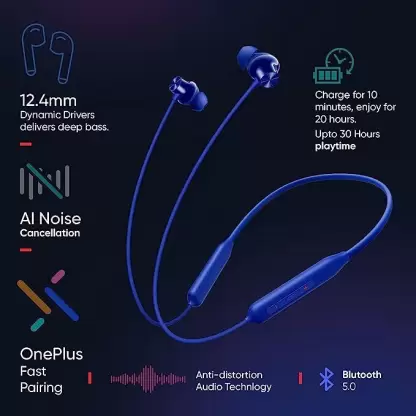 12.4mm
Dynamic Drivers
delivers deep bass.
Charge for 10
minutes, enjoy for
20 hours.
Upto 30 Hours
playtime
AI Noise
Cancellation
OnePlus
Fast
Pairing
Anti-distortion
Audio Technlogy
Blutooth
5.0